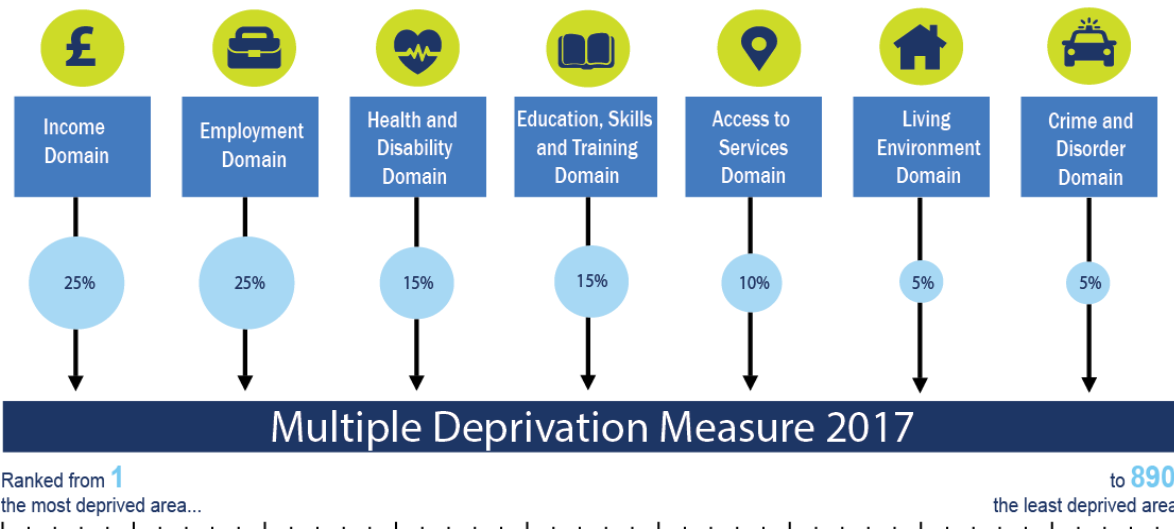 £
Income
Domain
Employment
Domain
Health and
Disability
Domain
Education, Skills
and Training
Domain
Access to
Services
Domain
Living
Environment
Domain
Crime and
Disorder
Domain
25%
25%
15%
15%
10%
5%
5%
Multiple Deprivation Measure 2017
Ranked from 1
the most deprived area...
to 890
the least deprived area